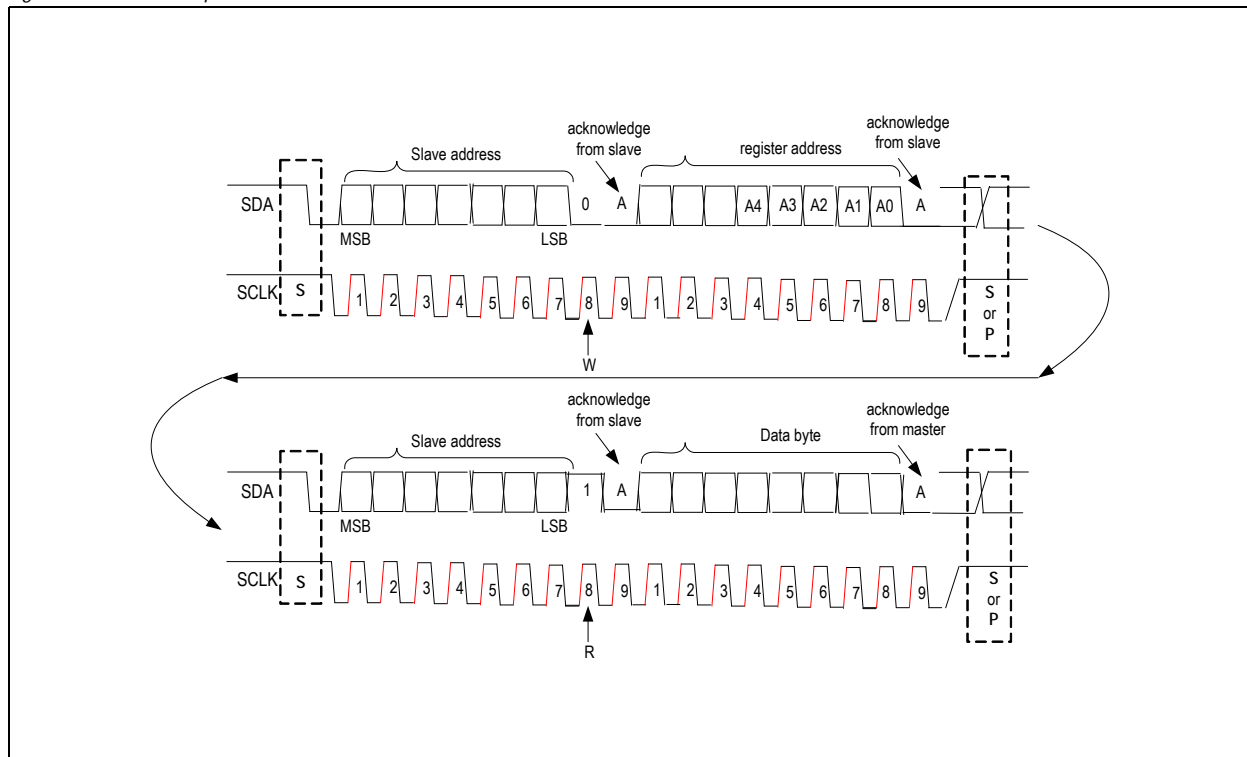 acknowledge
from slave
acknowledge
from slave
Slave address
register address
SDA
0
A
A4
A3
A2
A1
A0
A
MSB
LSB
SCLK
S
1 2 3 4 5 6 7 8 9 1 2 3 4 5 6 7 8 9
S
or
P
W
acknowledge
from slave
acknowledge
from master
Slave address
Data byte
SDA
1
A
A
MSB
LSB
SCLK
S
1 2 3 4 5 6 7 8 9 1 2 3 4 5 6 7 8 9
S
or
P
R